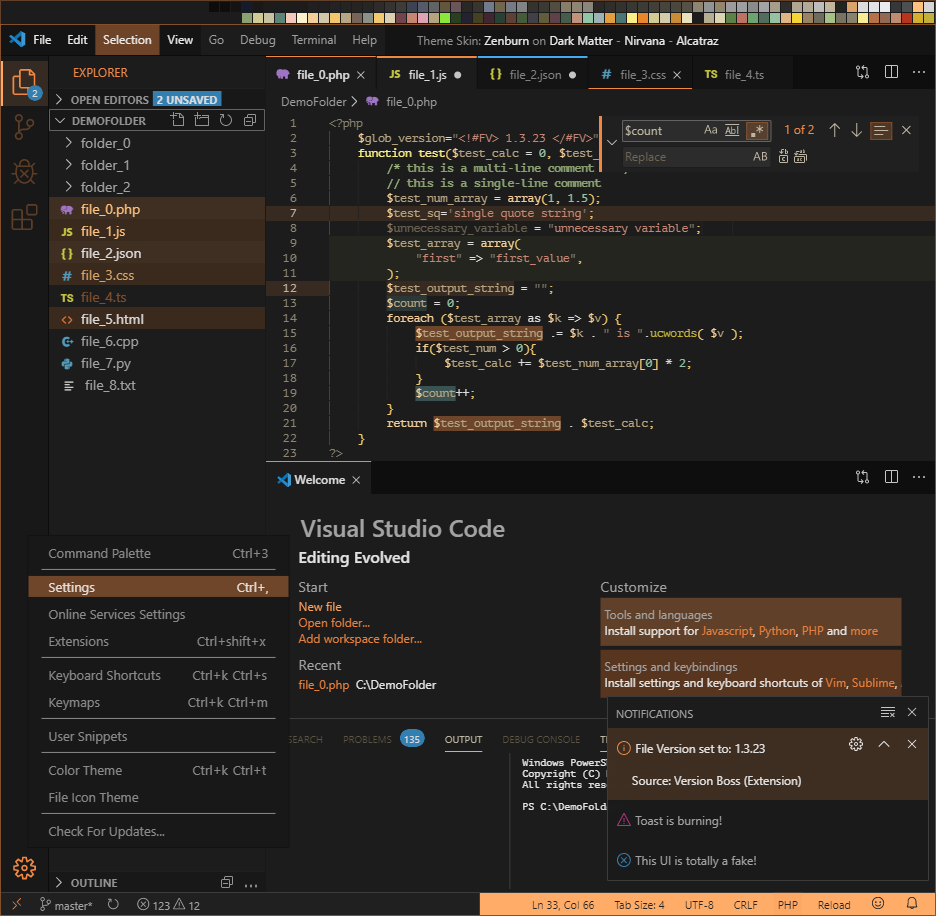 File Edit Selection View Go Debug Terminal Help Theme Skin: Zenburn on Dark Matter - Nirvana - Alcatraz
EXPLORER
2
OPEN EDITORS 2 UNSAVED
DEMOFOLDER
folder_0
folder_1
folder_2
file_0.php
file_1.js
file_2.json
file_3.css
TS file_4.ts
file_5.html
file_6.cpp
file_7.py
file_8.txt
file_0.php × JS file_1.js ● {} file_2.json ● # file_3.css × TS file_4.ts
DemoFolder > file_0.php
$count Aa Abl .* 1 of 2
Replace AB
1 <?php
2 $glob_version="<!#FV> 1.3.23 </#FV>"
3 function test($test_calc = 0, $test_
4 /* this is a multi-line comment
5 // this is a single-line comment
6 $test_num_array = array(1, 1.5);
7 $test_sq='single quote string';
8 $unnecessary_variable = "unnecessary variable";
9 $test_array = array(
10 "first" => "first_value",
11 );
12 $test_output_string = "";
13 $count = 0;
14 foreach ($test_array as $k => $v) {
15 $test_output_string .= $k . " is ".ucwords( $v );
16 if($test_num > 0){
17 $test_calc += $test_num_array[0] * 2;
18 }
19 $count++;
20 }
21 return $test_output_string . $test_calc;
22 }
23 ?>
Welcome ×
Visual Studio Code
Editing Evolved
Start
New file
Open folder...
Add workspace folder...
Recent
file_0.php C:\DemoFolder
Customize
Tools and languages
Install support for Javascript, Python, PHP and more
Settings and keybindings
Install settings and keyboard shortcuts of Vim, Sublime,
Command Palette Ctrl+3
Settings Ctrl+,
Online Services Settings
Extensions Ctrl+shift+x
Keyboard Shortcuts Ctrl+k Ctrl+s
Keymaps Ctrl+k Ctrl+m
User Snippets
Color Theme Ctrl+k Ctrl+t
File Icon Theme
Check For Updates...
SEARCH PROBLEMS 135 OUTPUT DEBUG CONSOLE
Windows PowerS
Copyright (C)
All rights rese
PS C:\DemoFold
NOTIFICATIONS
File Version set to: 1.3.23
Source: Version Boss (Extension)
Toast is burning!
This UI is totally a fake!
OUTLINE
master* 123 12 Ln 33, Col 66 Tab Size: 4 UTF-8 CRLF PHP Reload